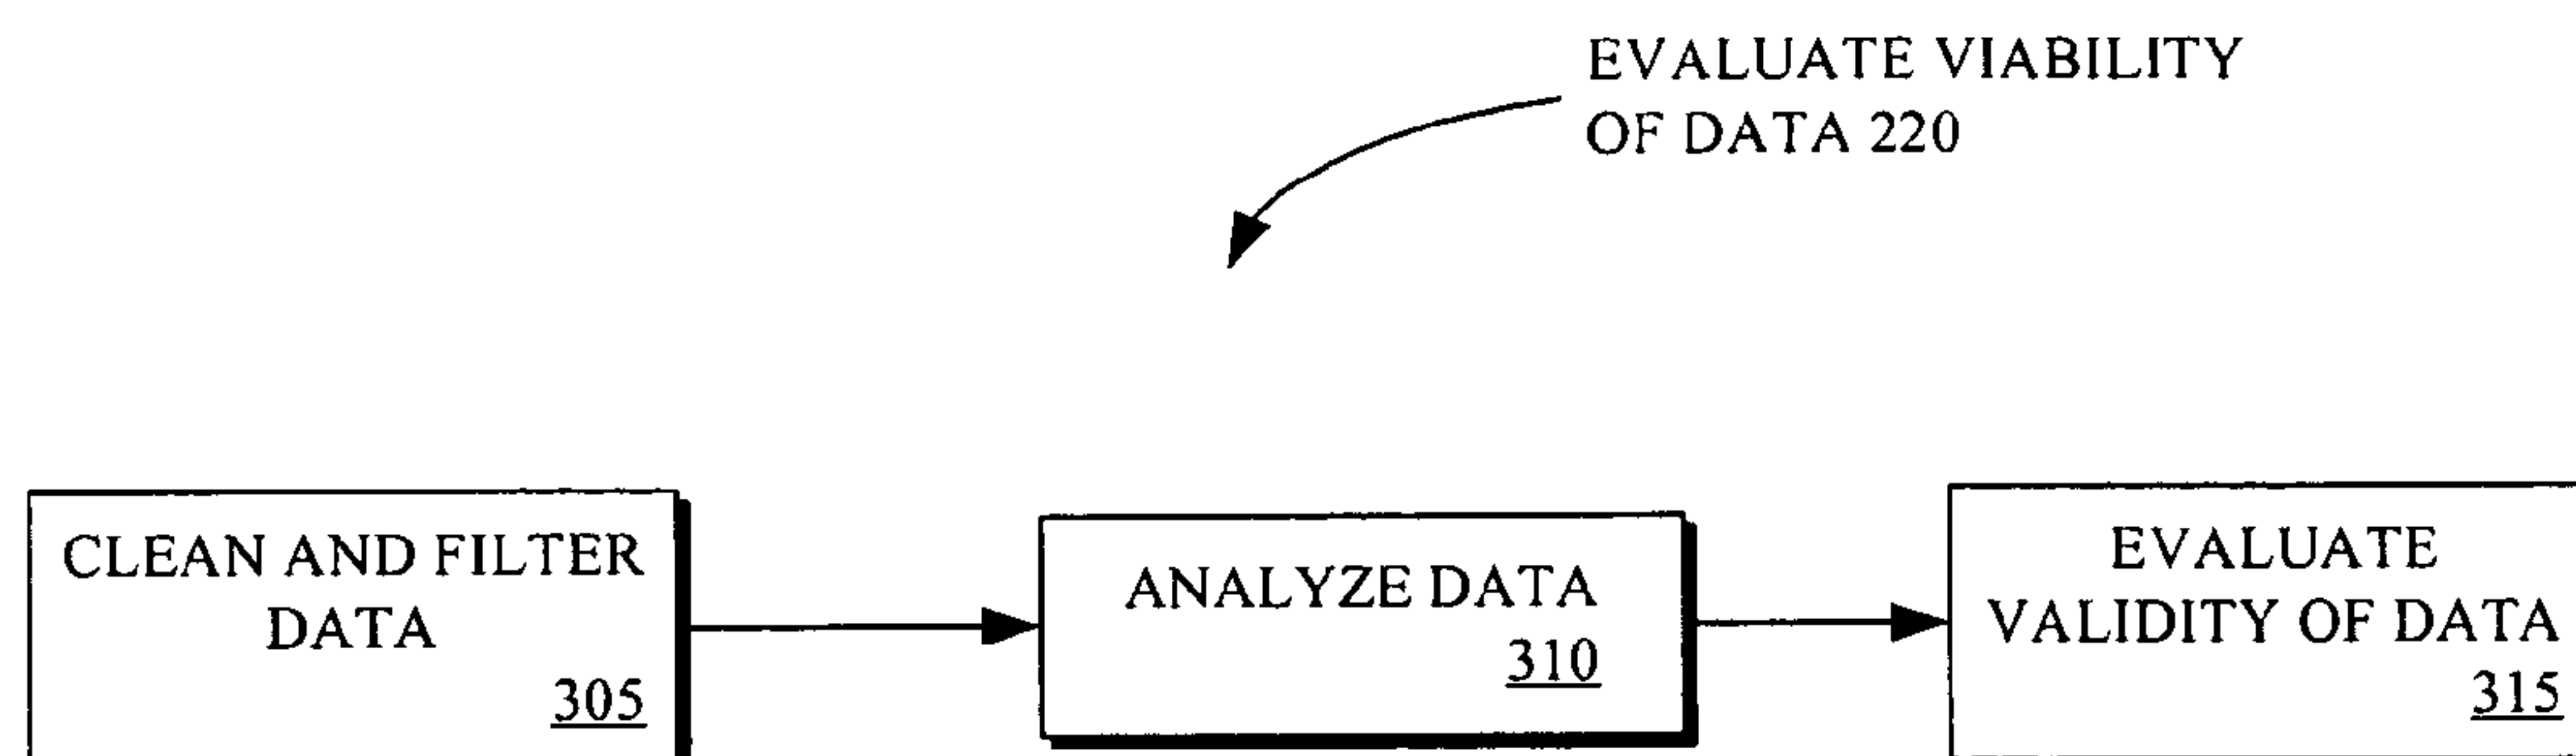 EVALUATE VIABILITY
OF DATA 220
CLEAN AND FILTER
DATA
305
ANALYZE DATA
310
EVALUATE
VALIDITY OF DATA
315